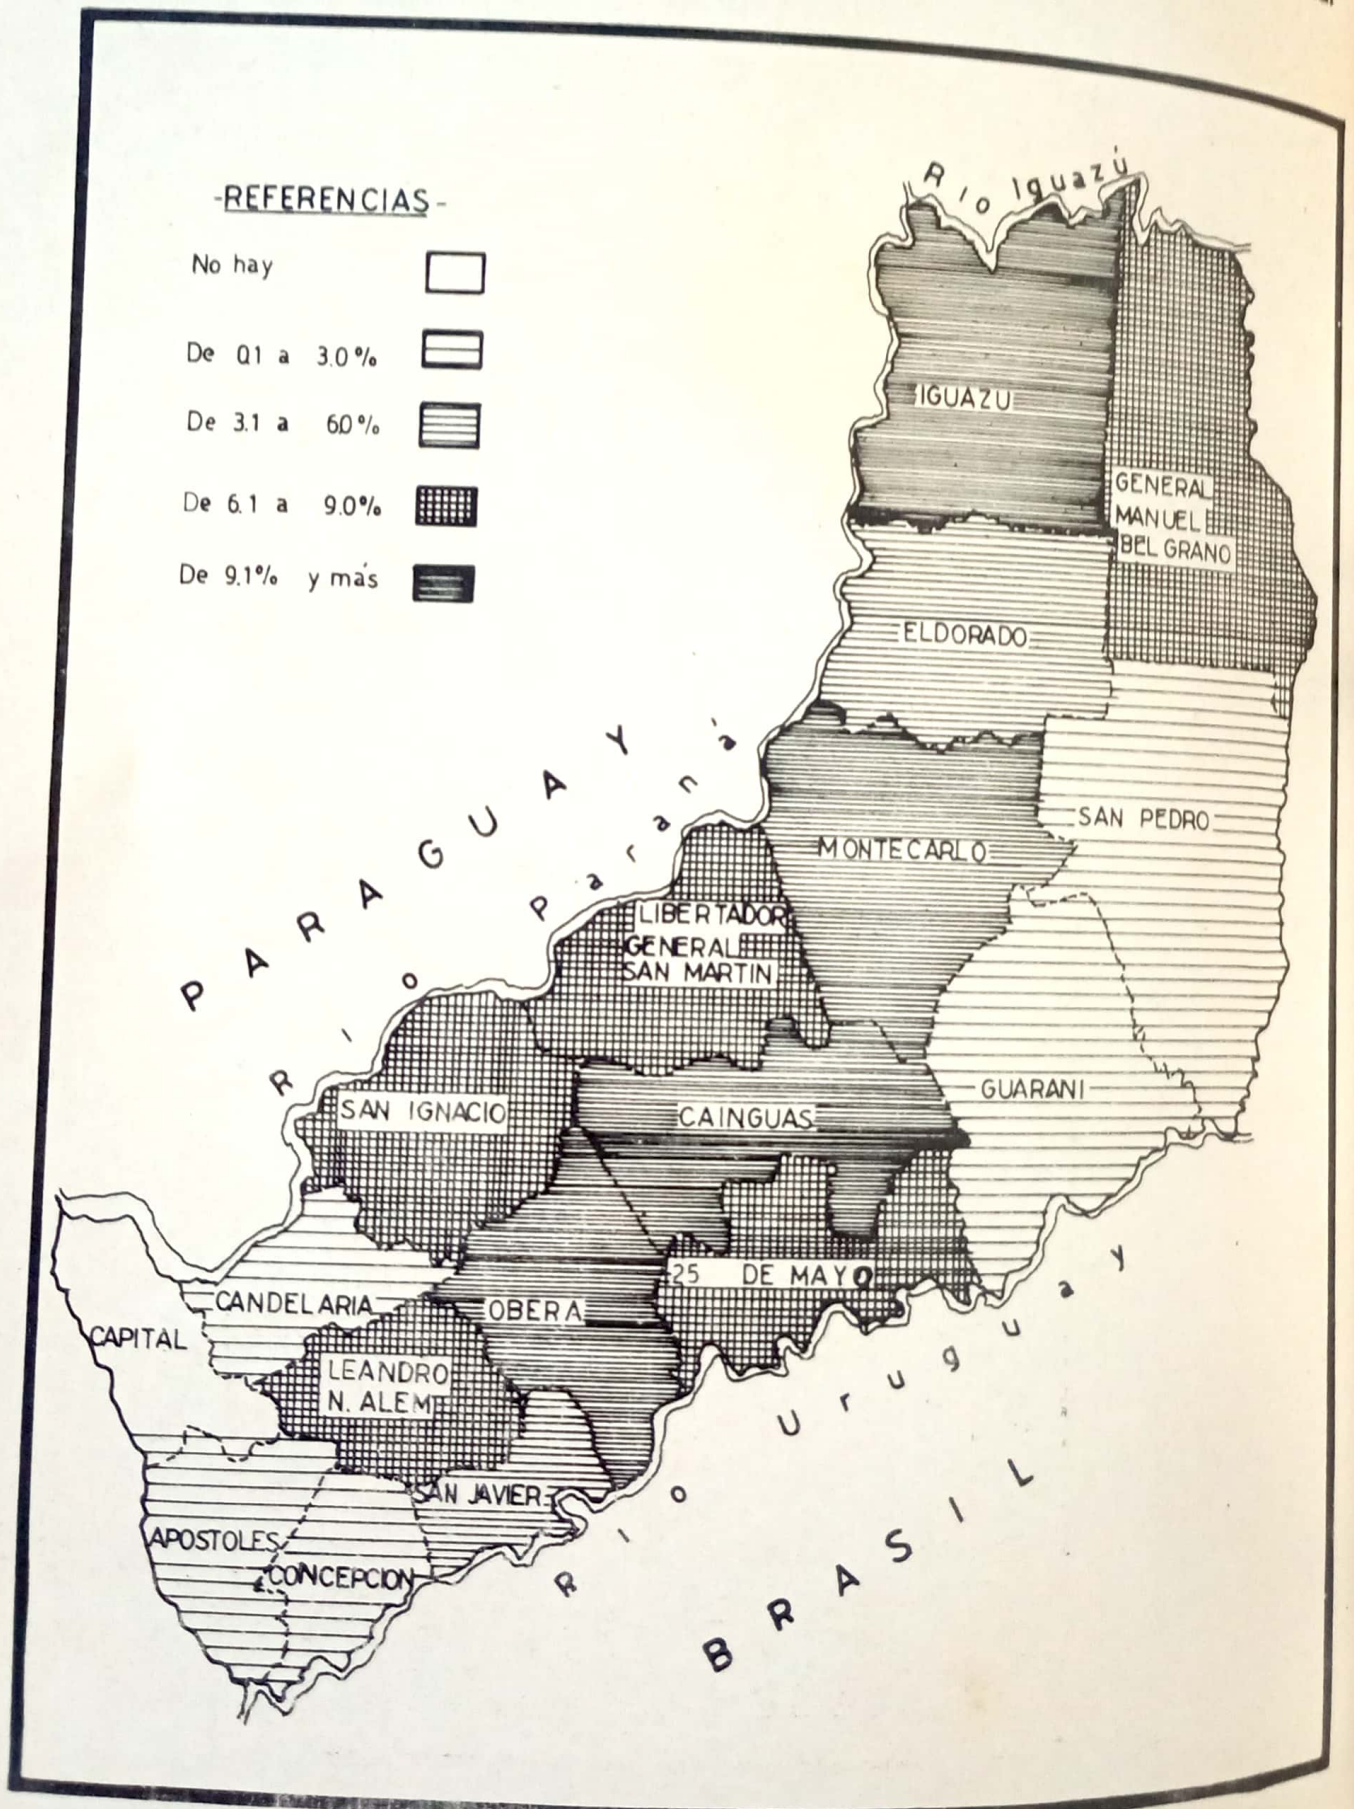 -REFERENCIAS-
No hay
De 0.1 a 3.0%
De 3.1 a 6.0%
De 6.1 a 9.0%
De 9.1% y más
Rio Iguazú
IGUAZU
GENERAL
MANUEL
BELGRANO
ELDORADO
SAN PEDRO
MONTECARLO
PARAGUAY
Rio Paraná
LIBERTADOR
GENERAL
SAN MARTIN
GUARANI
SAN IGNACIO
CAINGUAS
25 DE MAYO
CANDELARIA
OBERA
CAPITAL
LEANDRO
N. ALEM
SAN JAVIER
APOSTOLES
CONCEPCION
Rio Uruguay
BRASIL